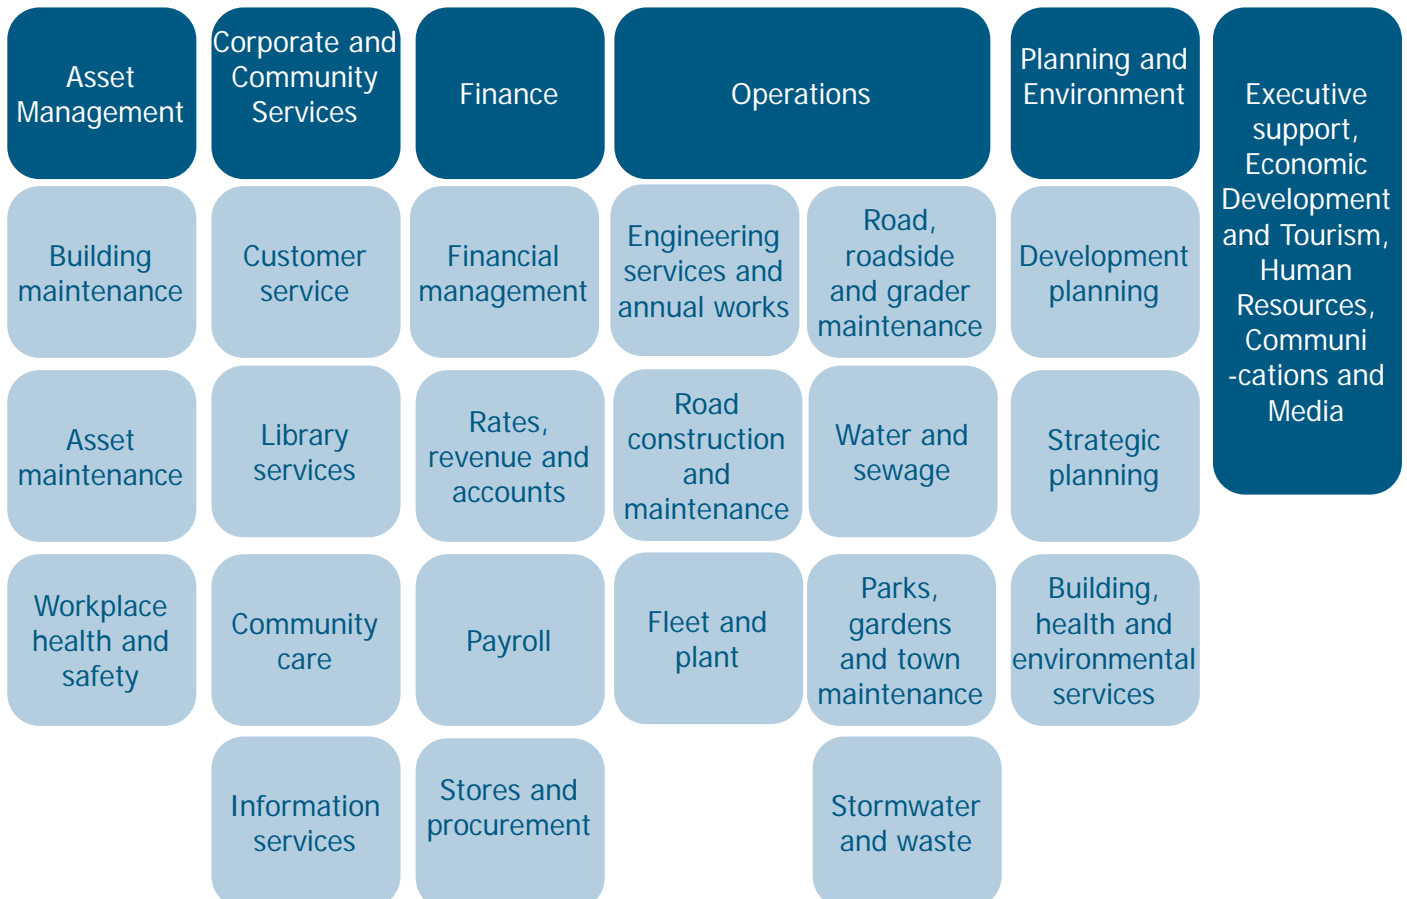 Asset
Management
Corporate and
Community
Services
Finance
Operations
Planning and
Environment
Executive
support,
Economic
Development
and Tourism,
Human
Resources,
Communi
-cations and
Media
Building
maintenance
Customer
service
Financial
management
Engineering
services and
annual works
Road,
roadside
and grader
maintenance
Development
planning
Asset
maintenance
Library
services
Rates,
revenue and
accounts
Road
construction
and
maintenance
Water and
sewage
Strategic
planning
Workplace
health and
safety
Community
care
Payroll
Fleet and
plant
Parks,
gardens
and town
maintenance
Building,
health and
environmental
services
Information
services
Stores and
procurement
Stormwater
and waste